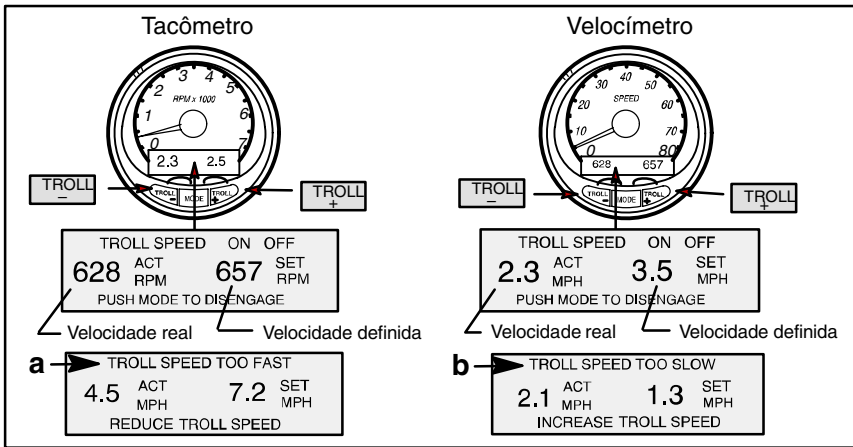 Tacômetro
3 4
2 5
RPM x 1000
1 6
0 7
2.3 2.5
TROLL - MODE TROLL +
TROLL -
TROLL +
TROLL SPEED ON OFF
628 ACT RPM 657 SET RPM
PUSH MODE TO DISENGAGE
Velocidade real Velocidade definida
a TROLL SPEED TOO FAST
4.5 ACT MPH 7.2 SET MPH
REDUCE TROLL SPEED
Velocímetro
30 40 50
20 60
SPEED
10 70
0 80
628 657
TROLL - MODE TROLL +
TROLL -
TROLL +
TROLL SPEED ON OFF
2.3 ACT MPH 3.5 SET MPH
PUSH MODE TO DISENGAGE
Velocidade real Velocidade definida
b TROLL SPEED TOO SLOW
2.1 ACT MPH 1.3 SET MPH
INCREASE TROLL SPEED